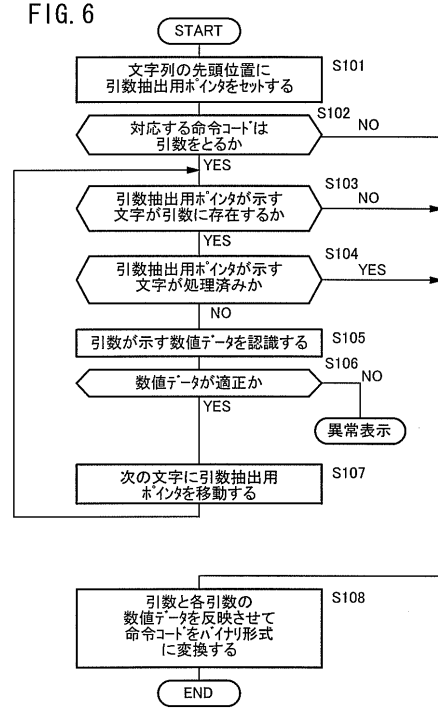 FIG. 6
START
文字列の先頭位置に
引数抽出用ﾎﾟｲﾝﾀをｾｯﾄする
S101
対応する命令ｺｰﾄﾞは
引数をとるか
S102
NO
YES
引数抽出用ﾎﾟｲﾝﾀが示す
文字が引数に存在するか
S103
NO
YES
引数抽出用ﾎﾟｲﾝﾀが示す
文字が処理済みか
S104
YES
NO
引数が示す数値ﾃﾞｰﾀを認識する
S105
数値ﾃﾞｰﾀが適正か
S106
NO
YES
異常表示
次の文字に引数抽出用
ﾎﾟｲﾝﾀを移動する
S107
引数と各引数の
数値ﾃﾞｰﾀを反映させて
命令ｺｰﾄﾞをﾊﾞｲﾅﾘ形式
に変換する
S108
END